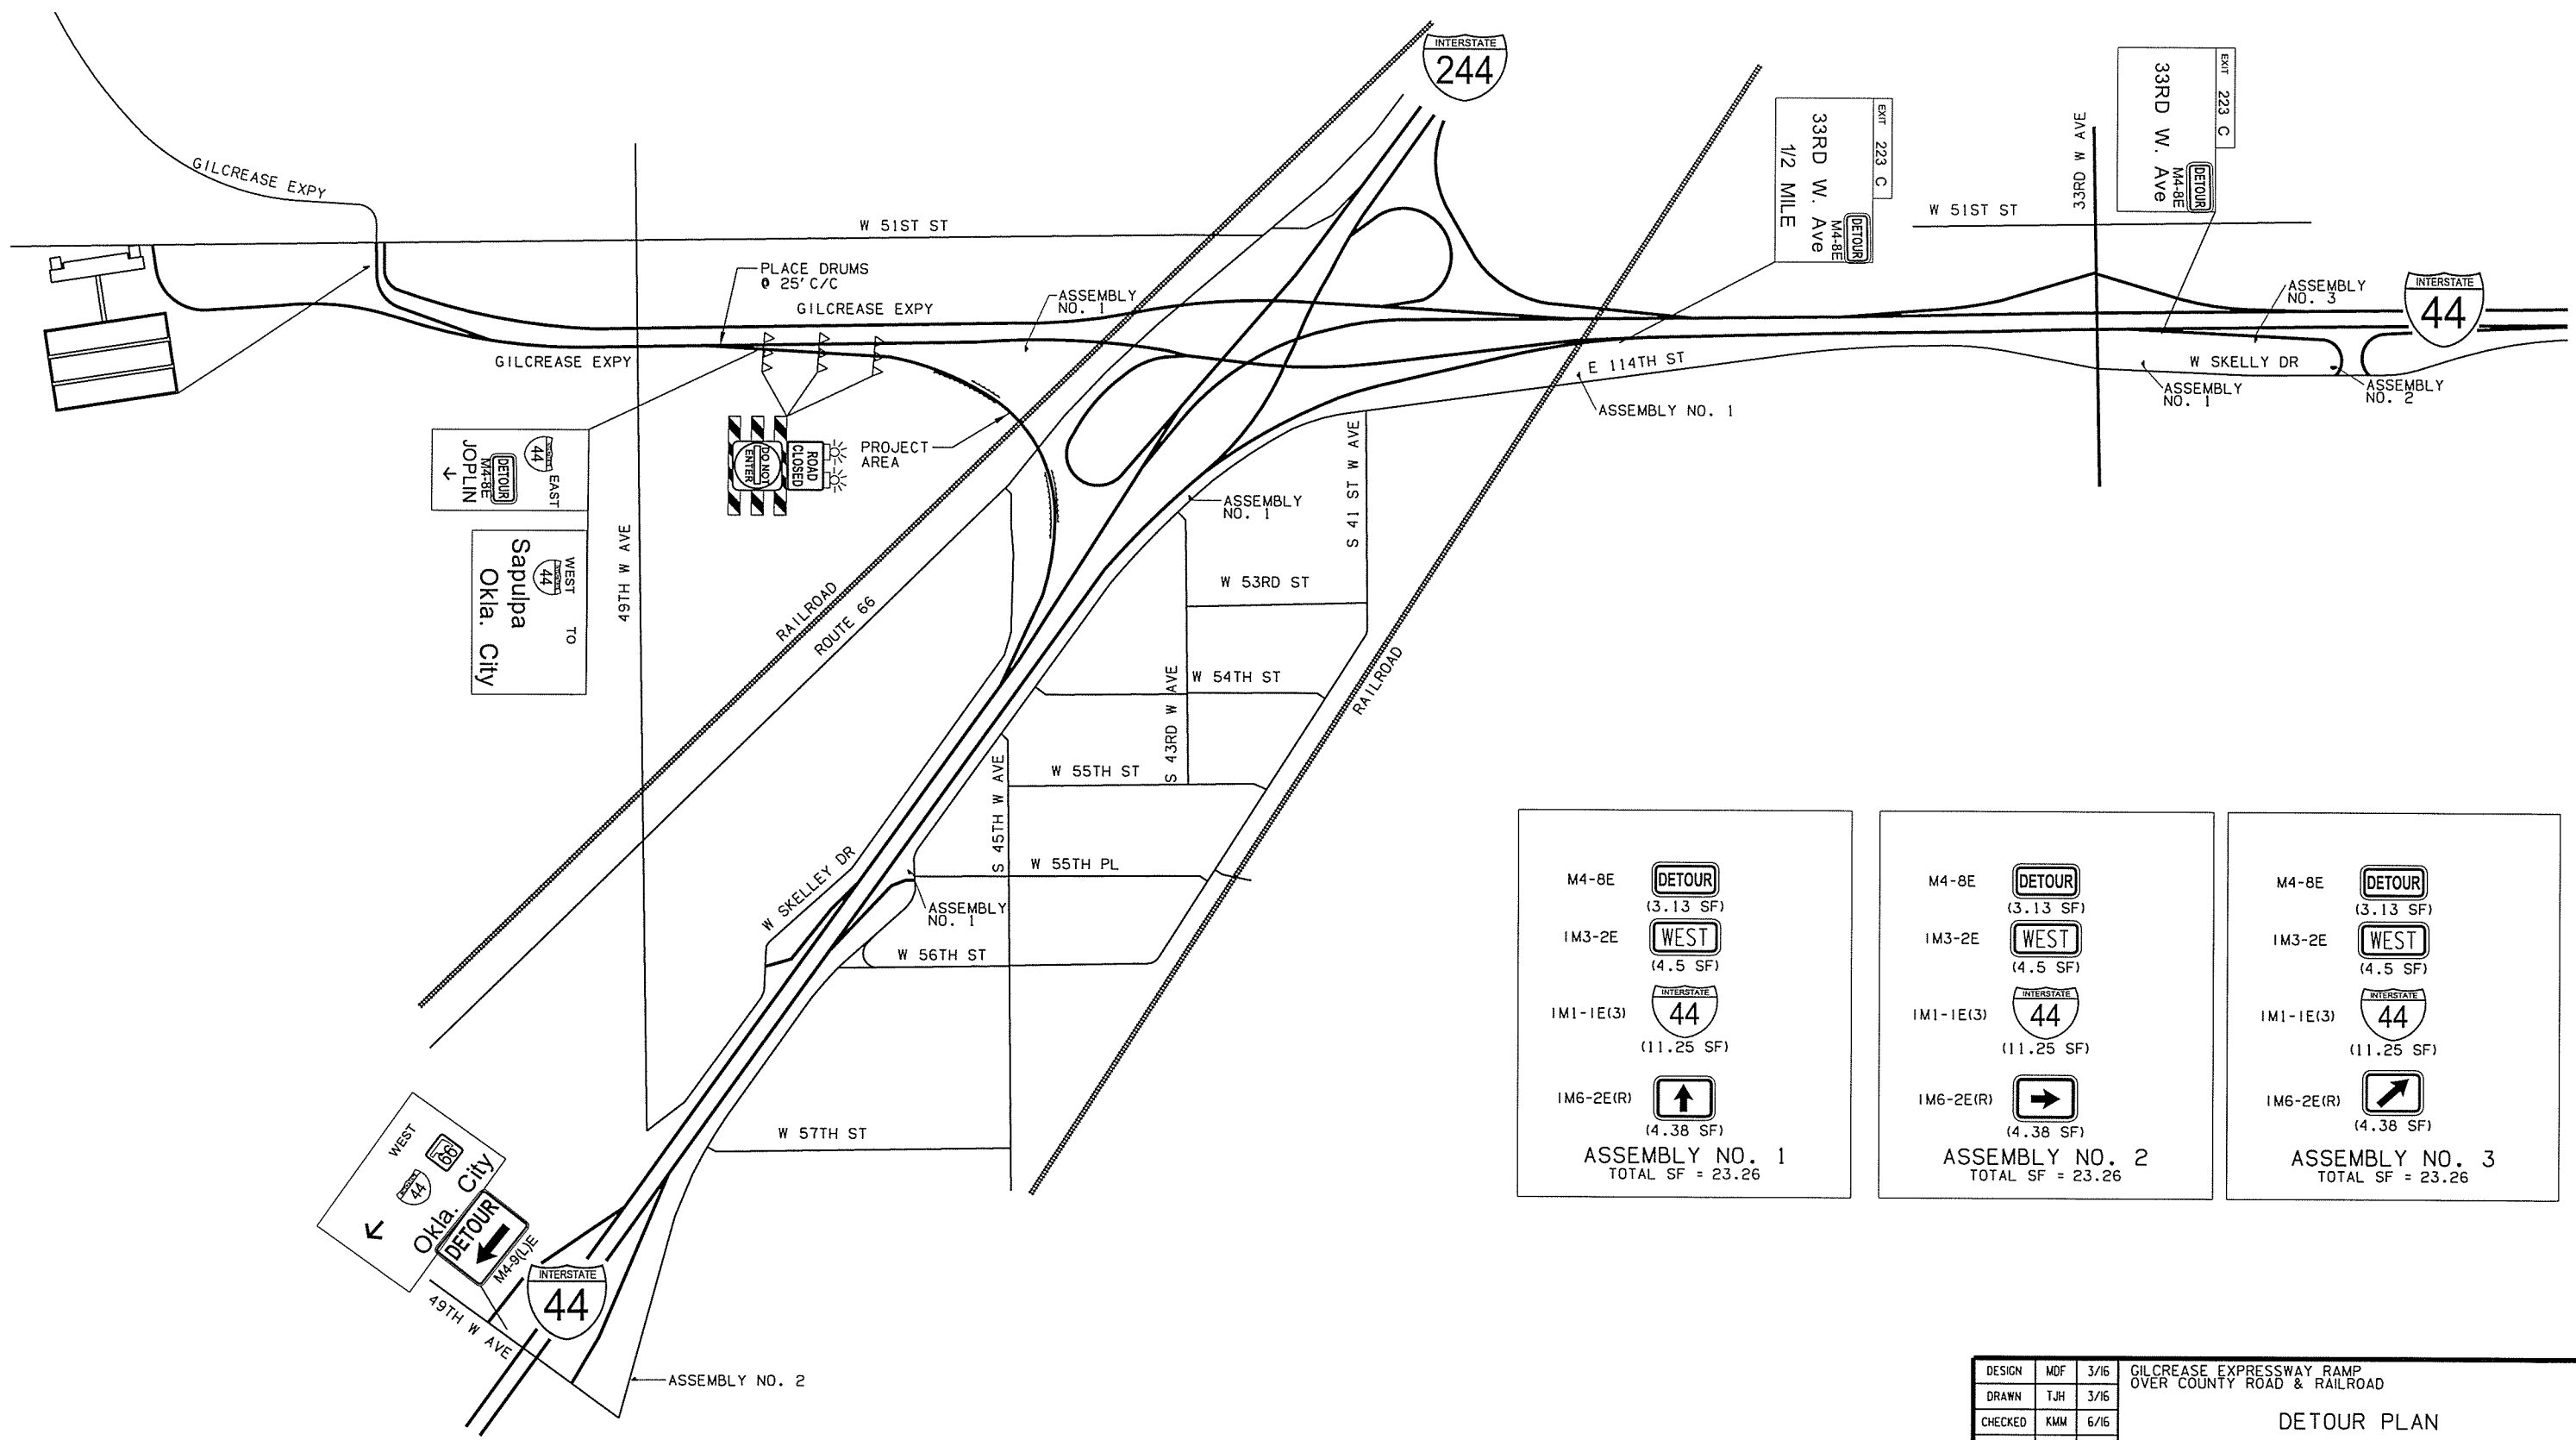 INTERSTATE
244
EXIT 223 C
33RD W. Ave
DETOUR
M4-8E
33RD W AVE
EXIT 223 C
33RD W. Ave
1/2 MILE
DETOUR
M4-8E
GILCREASE EXPY
W 51ST ST
W 51ST ST
PLACE DRUMS
@ 25' C/C
GILCREASE EXPY
ASSEMBLY
NO. 1
ASSEMBLY
NO. 3
INTERSTATE
44
GILCREASE EXPY
E 114TH ST
W SKELLY DR
ASSEMBLY NO. 1
ASSEMBLY
NO. 1
ASSEMBLY
NO. 2
44
EAST
DETOUR
M4-8E
JOPLIN
DO NOT
ENTER
ROAD
CLOSED
PROJECT
AREA
ASSEMBLY
NO. 1
S 41 ST W AVE
WEST
44
TO
Sapulpa
Okla. City
49TH W AVE
RAILROAD
ROUTE 66
W 53RD ST
W 54TH ST
S 43RD W AVE
RAILROAD
W 55TH ST
S 45TH W AVE
W 55TH PL
W SKELLEY DR
ASSEMBLY
NO. 1
W 56TH ST
W 57TH ST
WEST
44
66
Okla. City
DETOUR
M4-9(L)E
INTERSTATE
44
49TH W AVE
ASSEMBLY NO. 2
M4-8E
DETOUR
(3.13 SF)
IM3-2E
WEST
(4.5 SF)
IM1-1E(3)
INTERSTATE
44
(11.25 SF)
IM6-2E(R)
(4.38 SF)
ASSEMBLY NO. 1
TOTAL SF = 23.26
M4-8E
DETOUR
(3.13 SF)
IM3-2E
WEST
(4.5 SF)
IM1-1E(3)
INTERSTATE
44
(11.25 SF)
IM6-2E(R)
(4.38 SF)
ASSEMBLY NO. 2
TOTAL SF = 23.26
M4-8E
DETOUR
(3.13 SF)
IM3-2E
WEST
(4.5 SF)
IM1-1E(3)
INTERSTATE
44
(11.25 SF)
IM6-2E(R)
(4.38 SF)
ASSEMBLY NO. 3
TOTAL SF = 23.26
DESIGN MDF 3/16
DRAWN TJH 3/16
CHECKED KMM 6/16
GILCREASE EXPRESSWAY RAMP
OVER COUNTY ROAD & RAILROAD
DETOUR PLAN